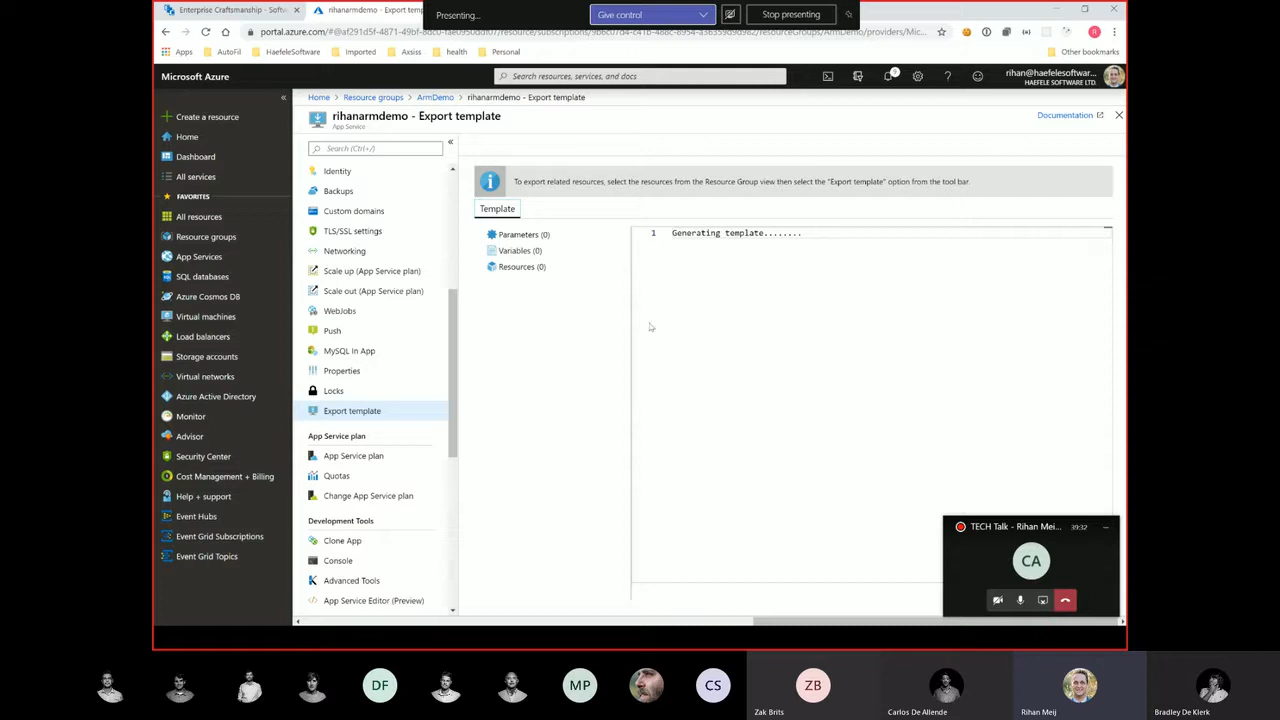 Enterprise Craftsmanship - Softw
rihanarmdemo - Export templ
Presenting...
Give control
Stop presenting
Apps
AutoFil
HaefeleSoftware
Imported
Axsiss
health
Personal
Other bookmarks
Microsoft Azure
Search resources, services, and docs
rihan@haefelesoftwar...
HAEFELE SOFTWARE LTD.
Create a resource
Home
Dashboard
All services
FAVORITES
All resources
Resource groups
App Services
SQL databases
Azure Cosmos DB
Virtual machines
Load balancers
Storage accounts
Virtual networks
Azure Active Directory
Monitor
Advisor
Security Center
Cost Management + Billing
Help + support
Event Hubs
Event Grid Subscriptions
Event Grid Topics
Home > Resource groups > ArmDemo > rihanarmdemo - Export template
rihanarmdemo - Export template
App Service
Documentation
Search (Ctrl+/)
Identity
Backups
Custom domains
TLS/SSL settings
Networking
Scale up (App Service plan)
Scale out (App Service plan)
WebJobs
Push
MySQL In App
Properties
Locks
Export template
App Service plan
App Service plan
Quotas
Change App Service plan
Development Tools
Clone App
Console
Advanced Tools
App Service Editor (Preview)
To export related resources, select the resources from the Resource Group view then select the "Export template" option from the tool bar.
Template
Parameters (0)
Variables (0)
Resources (0)
1 Generating template........
TECH Talk - Rihan Meij...
39:32
CA
DF
MP
CS
ZB
Zak Brits
Carlos De Allende
Rihan Meij
Bradley De Klerk